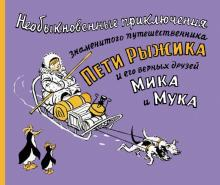 Необыкновенные приключения
знаменитого путешественника
ПЕТИ РЫЖИКА
и его верных друзей
МИКА
и МУКА